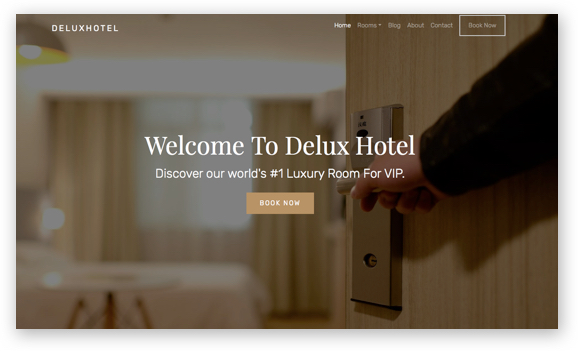 DELUXHOTEL
Home Rooms Blog About Contact Book Now
Welcome To Delux Hotel
Discover our world's #1 Luxury Room For VIP.
BOOK NOW